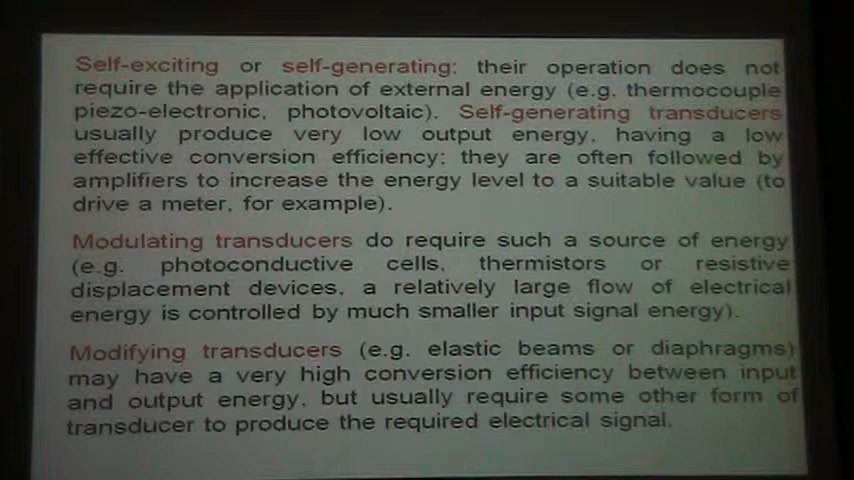 Self-exciting or self-generating: their operation does not
require the application of external energy (e.g. thermocouple
piezo-electronic, photovoltaic). Self-generating transducers
usually produce very low output energy, having a low
effective conversion efficiency: they are often followed by
amplifiers to increase the energy level to a suitable value (to
drive a meter, for example).
Modulating transducers do require such a source of energy
(e.g. photoconductive cells, thermistors or resistive
displacement devices, a relatively large flow of electrical
energy is controlled by much smaller input signal energy).
Modifying transducers (e.g. elastic beams or diaphragms)
may have a very high conversion efficiency between input
and output energy, but usually require some other form of
transducer to produce the required electrical signal.